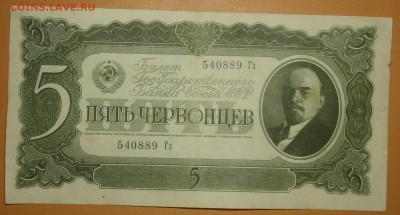 COINS.LAVE.RU
Билет
Государственного
Банка Союза ССР
540889 Гз
5
ПЯТЬ ЧЕРВОНЦЕВ
540889 Гз
5